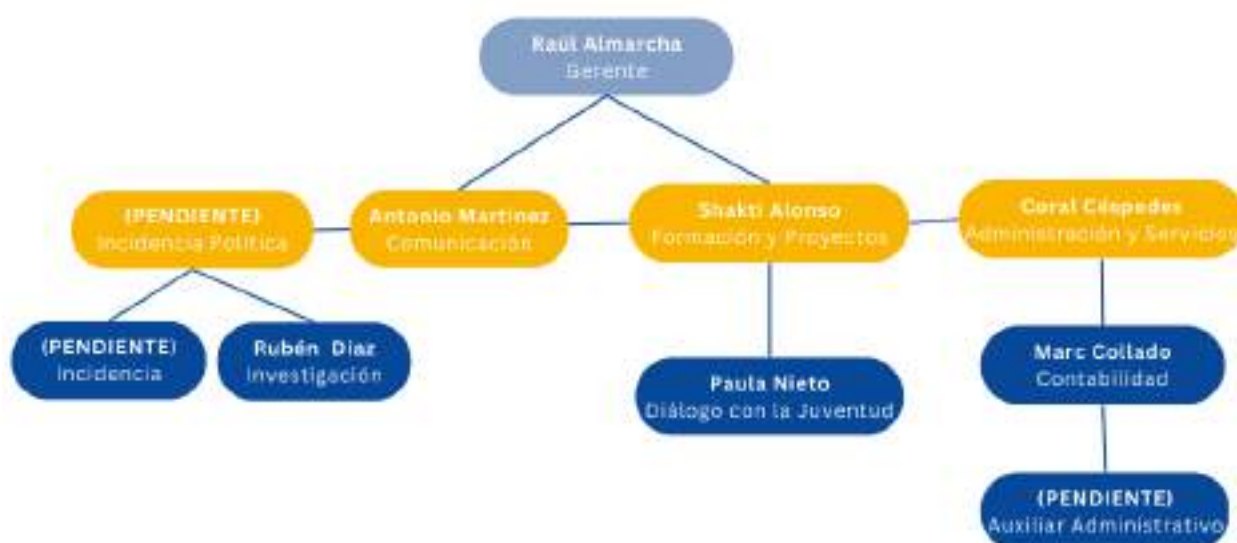 Raúl Almarcha
Gerente
(PENDIENTE)
Incidencia Política
Antonio Martínez
Comunicación
Shakti Alonso
Formación y Proyectos
Coral Céspedes
Administración y Servicios
(PENDIENTE)
Incidencia
Rubén Díaz
Investigación
Paula Nieto
Diálogo con la Juventud
Marc Collado
Contabilidad
(PENDIENTE)
Auxiliar Administrativo